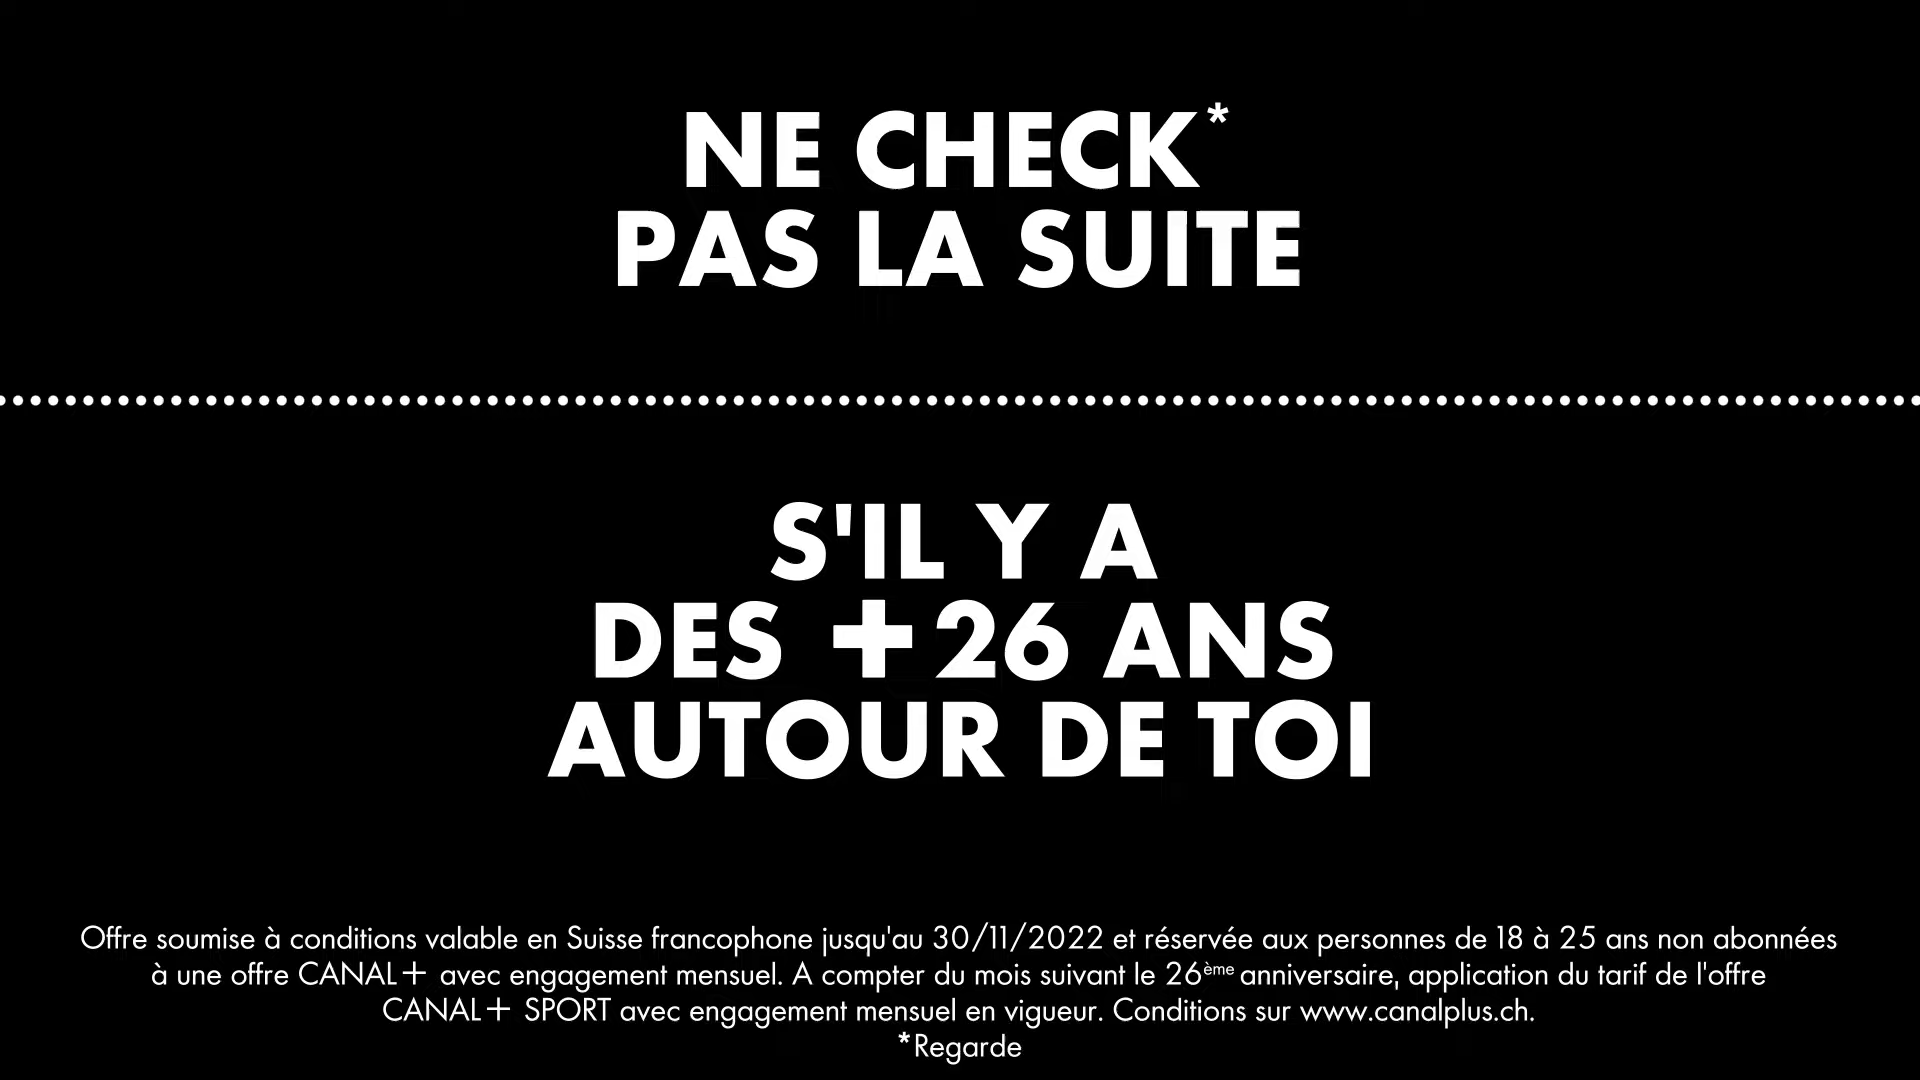 NE CHECK*
PAS LA SUITE
S'IL Y A
DES +26 ANS
AUTOUR DE TOI
Offre soumise à conditions valable en Suisse francophone jusqu'au 30/11/2022 et réservée aux personnes de 18 à 25 ans non abonnées
à une offre CANAL+ avec engagement mensuel. A compter du mois suivant le 26ème anniversaire, application du tarif de l'offre
CANAL+ SPORT avec engagement mensuel en vigueur. Conditions sur www.canalplus.ch.
*Regarde